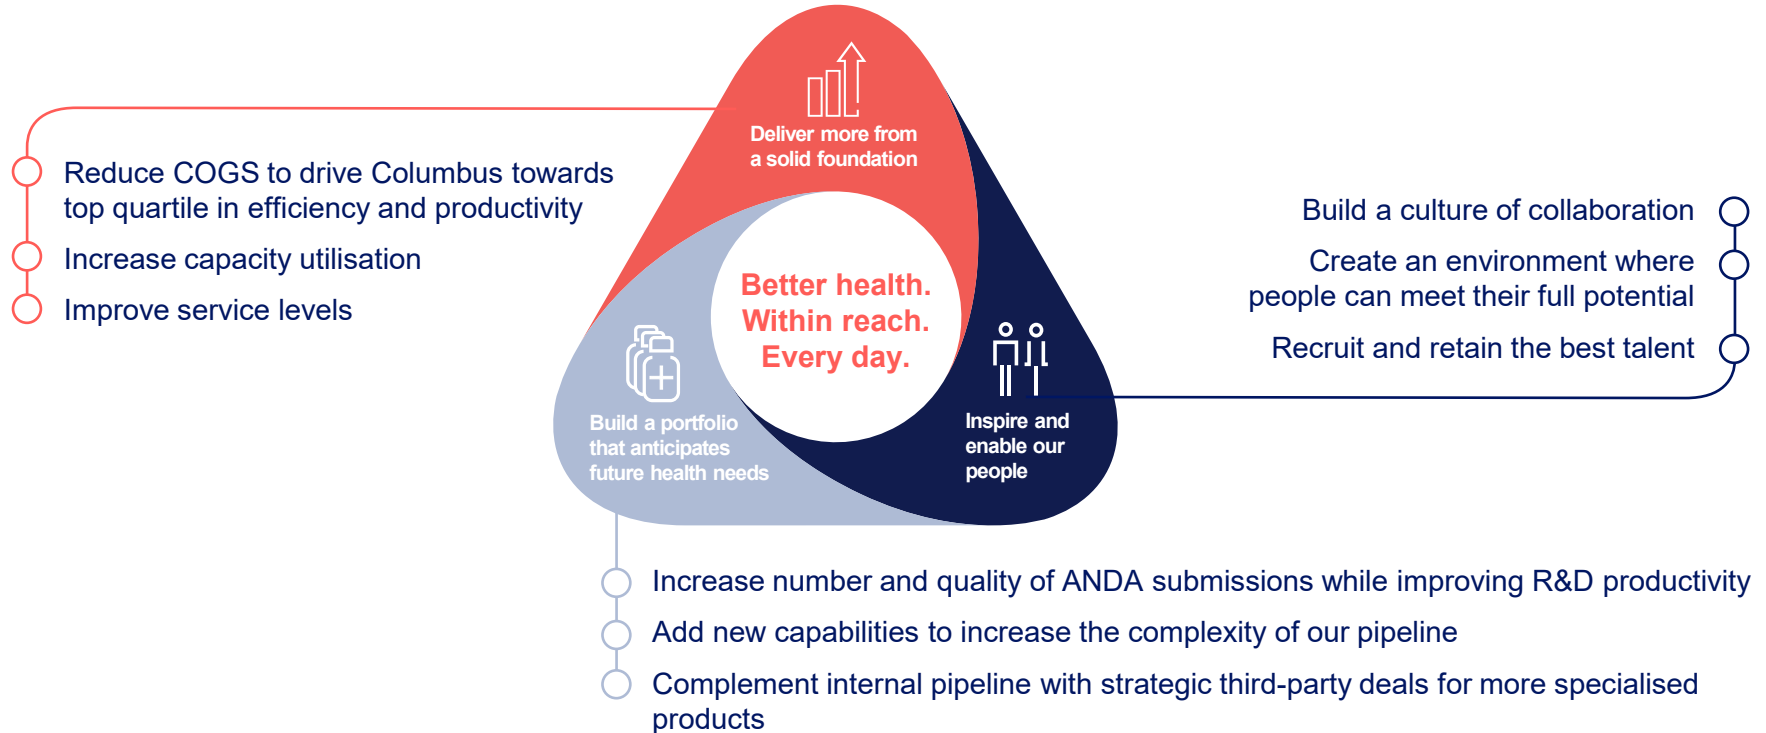 Deliver more from
a solid foundation
Reduce COGS to drive Columbus towards
top quartile in efficiency and productivity
Increase capacity utilisation
Improve service levels
Better health.
Within reach.
Every day.
Build a culture of collaboration
Create an environment where
people can meet their full potential
Recruit and retain the best talent
Inspire and
enable our
people
Build a portfolio
that anticipates
future health needs
Increase number and quality of ANDA submissions while improving R&D productivity
Add new capabilities to increase the complexity of our pipeline
Complement internal pipeline with strategic third-party deals for more specialised
products